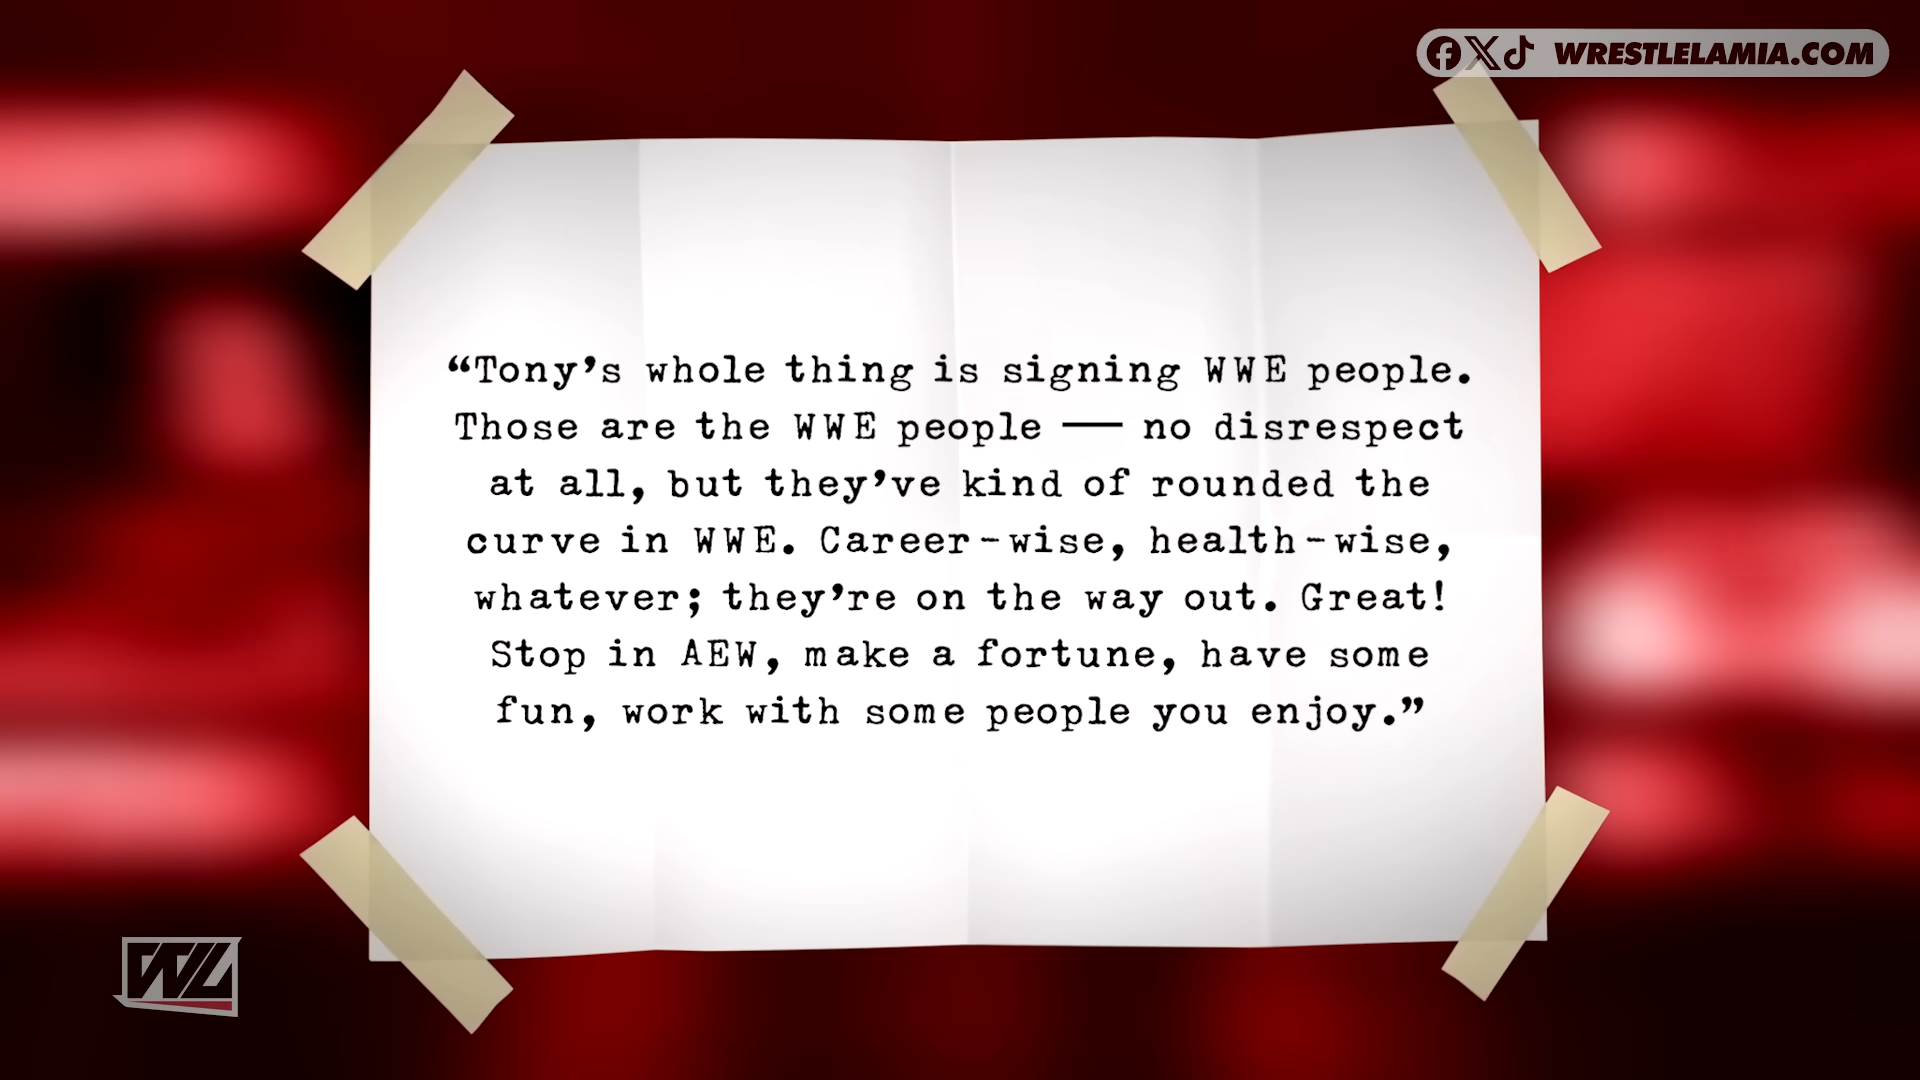 WRESTLELAMIA.COM
“Tony’s whole thing is signing WWE people.
Those are the WWE people — no disrespect
at all, but they’ve kind of rounded the
curve in WWE. Career-wise, health-wise,
whatever; they’re on the way out. Great!
Stop in AEW, make a fortune, have some
fun, work with some people you enjoy.”
WL